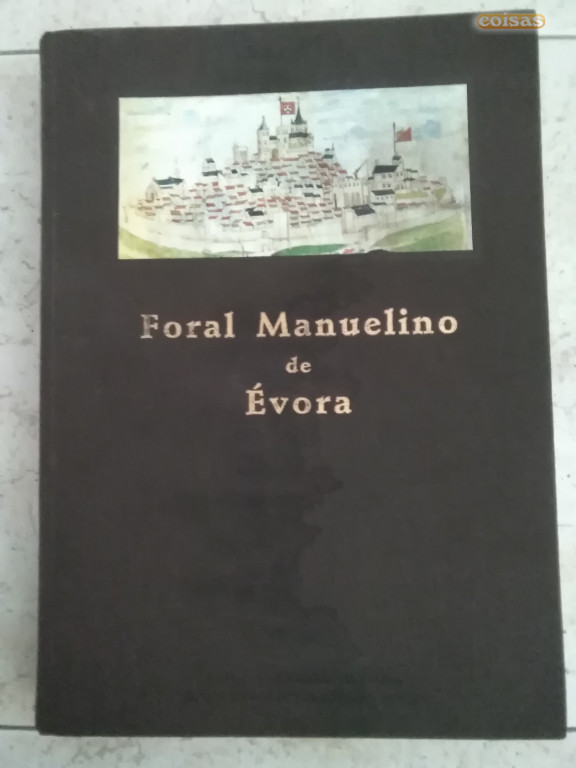 coisas
Foral Manuelino
de
Évora